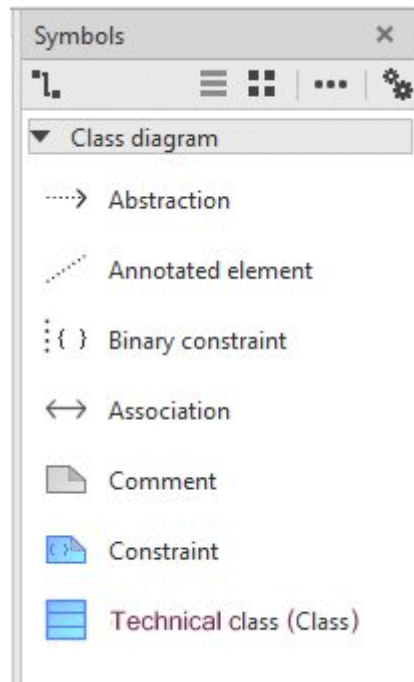 Symbols
Class diagram
Abstraction
Annotated element
{ } Binary constraint
Association
Comment
{ } Constraint
Technical class (Class)